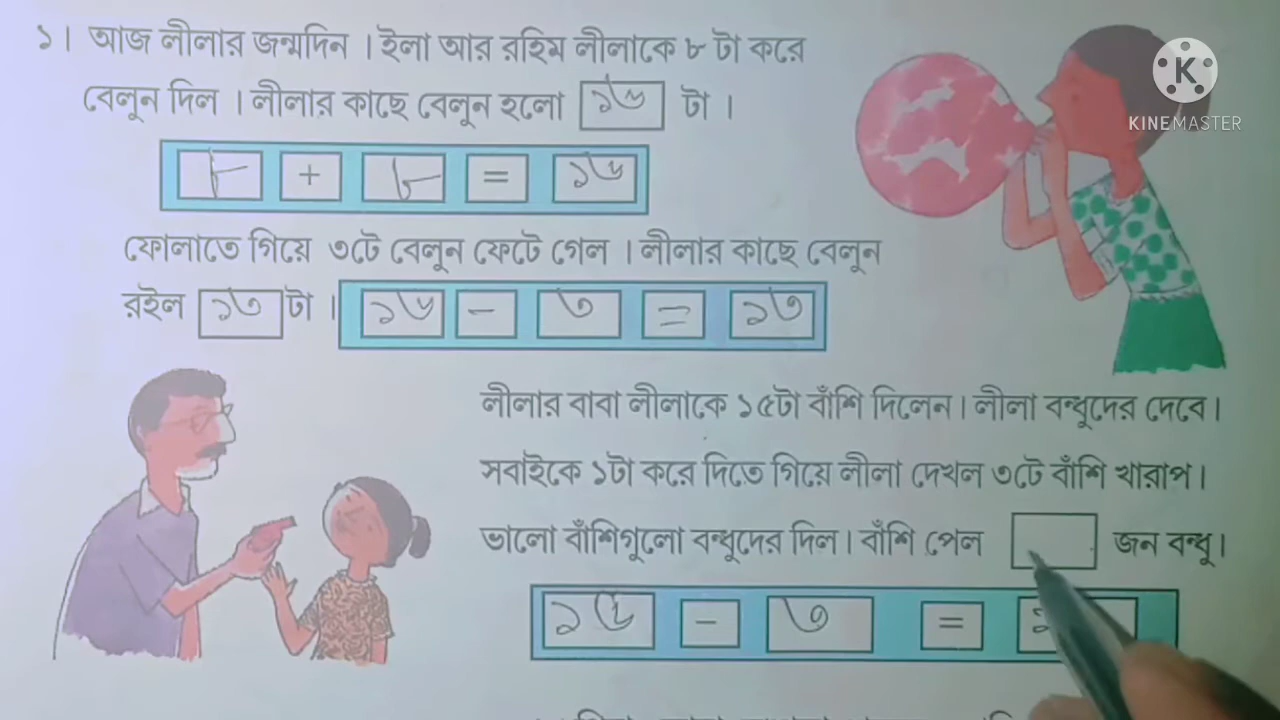 ১। আজ লীলার জন্মদিন। ইলা আর রহিম লীলাকে ৮ টা করে
বেলুন দিল। লীলার কাছে বেলুন হলো ১৬ টা।
৮ + ৮ = ১৬
ফোলাতে গিয়ে ৩টে বেলুন ফেটে গেল। লীলার কাছে বেলুন
রইল ১৩ টা। ১৬ - ৩ = ১৩
লীলার বাবা লীলাকে ১৫টা বাঁশি দিলেন। লীলা বন্ধুদের দেবে।
সবাইকে ১টা করে দিতে গিয়ে লীলা দেখল ৩টে বাঁশি খারাপ।
ভালো বাঁশিগুলো বন্ধুদের দিল। বাঁশি পেল জন বন্ধু।
১৫ - ৩ =
KINEMASTER